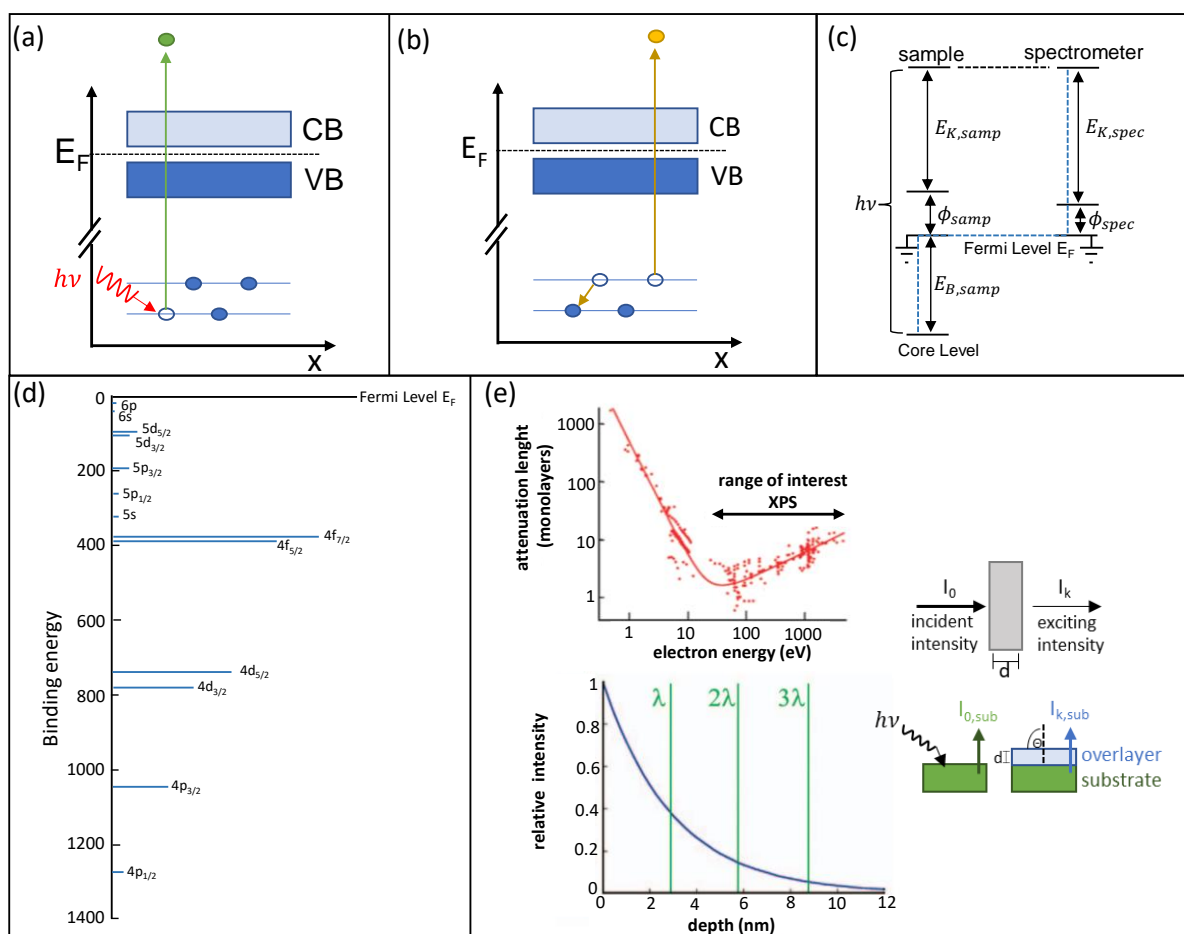 (a)
CB
E_F
VB
hν
x
(b)
CB
E_F
VB
x
(c)
sample
spectrometer
E_{K,samp}
E_{K,spec}
hν
ϕ_{samp}
ϕ_{spec}
Fermi Level E_F
E_{B,samp}
Core Level
(d)
0
Fermi Level E_F
6p
6s
5d_{5/2}
5d_{3/2}
5p_{3/2}
200
5p_{1/2}
5s
4f_{7/2}
400
4f_{5/2}
600
4d_{5/2}
800
4d_{3/2}
1000
4p_{3/2}
1200
4p_{1/2}
1400
Binding energy
(e)
1000
100
10
1
attenuation lenght
(monolayers)
range of interest
XPS
1 10 100 1000
electron energy (eV)
I_0
I_k
incident
intensity
exciting
intensity
d
1
0.8
0.6
0.4
0.2
0
relative intensity
λ
2λ
3λ
0 2 4 6 8 10 12
depth (nm)
hν
I_{0,sub}
I_{k,sub}
Θ
d
overlayer
substrate